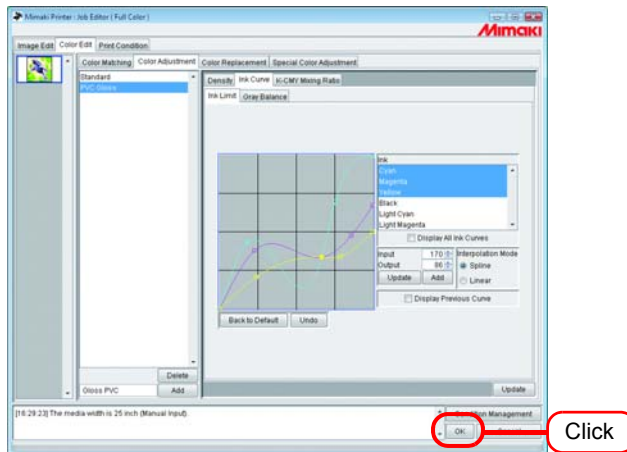 Mimaki Printer : Job Editor ( Full Color )
Mimaki
Image Edit Color Edit Print Condition
Color Matching Color Adjustment Color Replacement Special Color Adjustment
Standard
PVC Gloss
Density Ink Curve K-CMY Mixing Ratio
Ink Limit Gray Balance
Ink
Cyan
Magenta
Yellow
Black
Light Cyan
Light Magenta
Display All Ink Curves
Input 170 Interpolation Mode
Output 86 Spline
Update Add Linear
Display Previous Curve
Back to Default Undo
Delete
Gloss PVC Add
Update
[16:29:23] The media width is 25 inch (Manual Input).
Condition Management
OK
Click